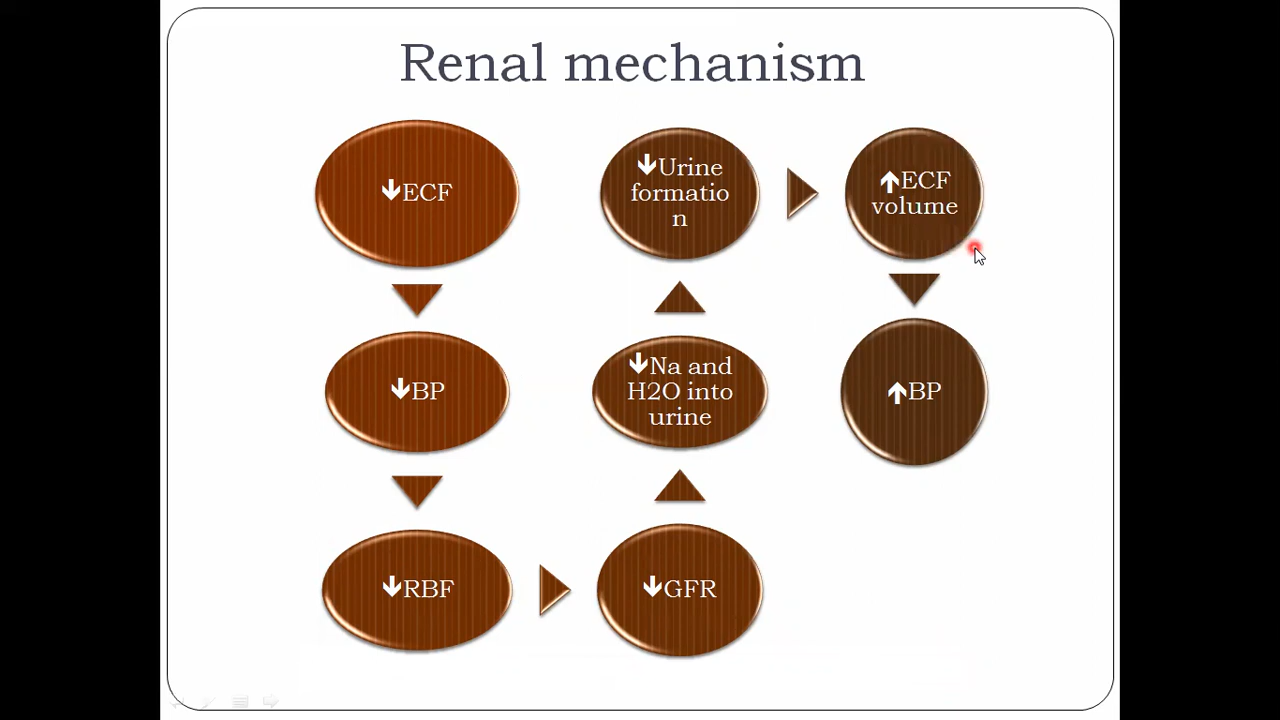 Renal mechanism
🡳ECF
🡳BP
🡳RBF
🡳GFR
🡳Na and
H2O into
urine
🡳Urine
formatio
n
🡱ECF
volume
🡱BP